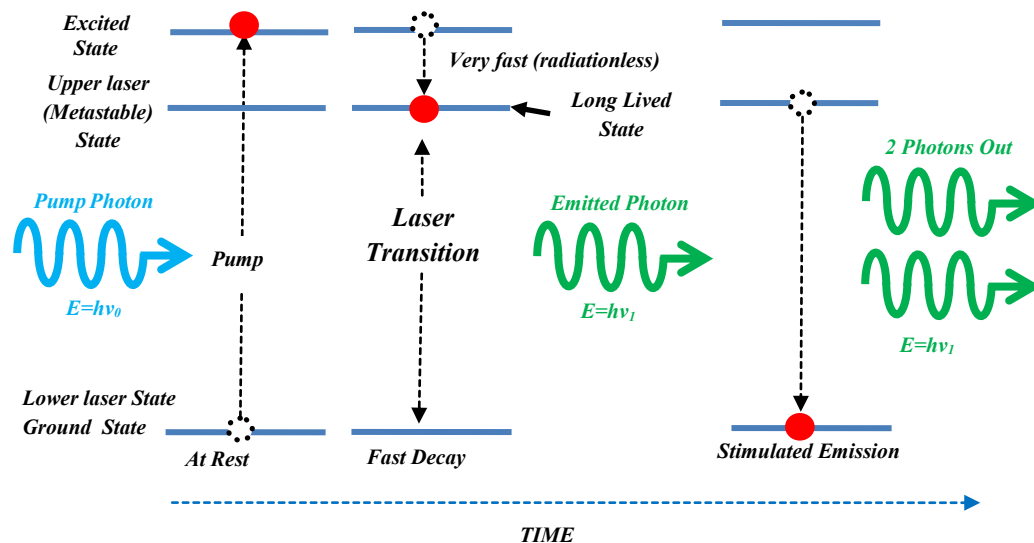 Excited
State
Very fast (radiationless)
Upper laser
(Metastable)
State
Long Lived
State
2 Photons Out
Pump Photon
Laser
Transition
Emitted Photon
Pump
E=hν₀
E=hν₁
E=hν₁
Lower laser State
Ground State
At Rest
Fast Decay
Stimulated Emission
TIME